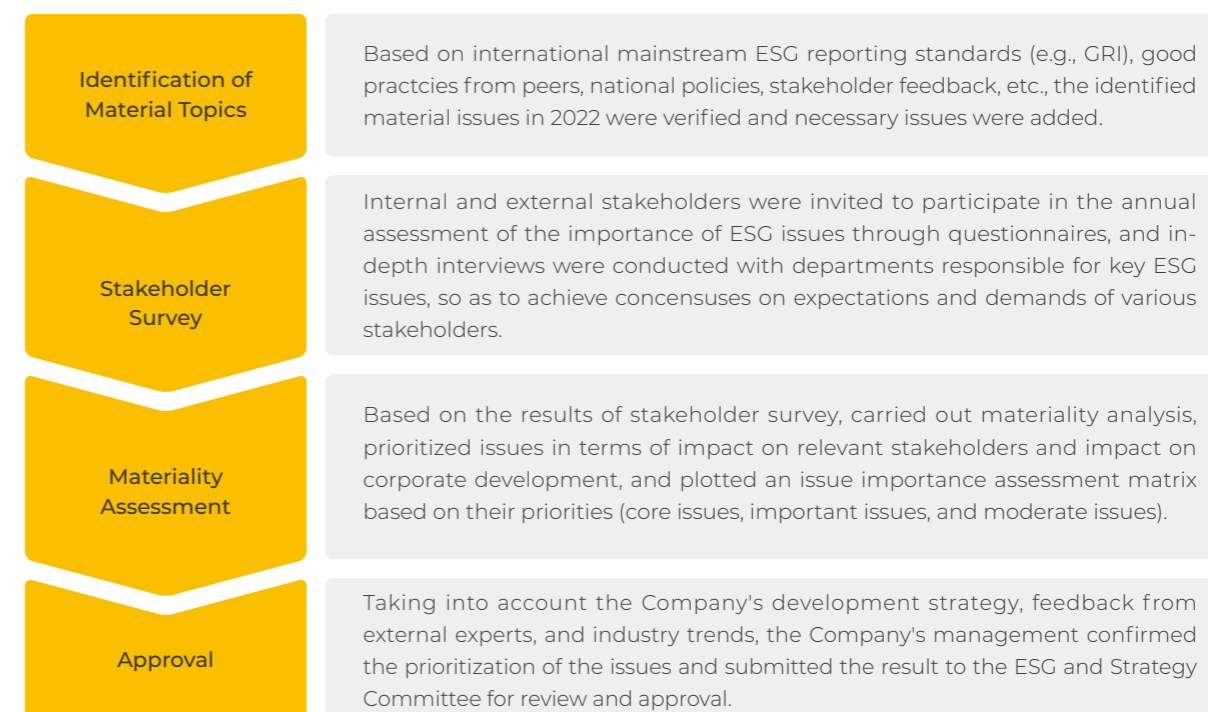 Identification of
Material Topics
Based on international mainstream ESG reporting standards (e.g., GRI), good
practcies from peers, national policies, stakeholder feedback, etc., the identified
material issues in 2022 were verified and necessary issues were added.
Stakeholder
Survey
Internal and external stakeholders were invited to participate in the annual
assessment of the importance of ESG issues through questionnaires, and in-
depth interviews were conducted with departments responsible for key ESG
issues, so as to achieve concensuses on expectations and demands of various
stakeholders.
Materiality
Assessment
Based on the results of stakeholder survey, carried out materiality analysis,
prioritized issues in terms of impact on relevant stakeholders and impact on
corporate development, and plotted an issue importance assessment matrix
based on their priorities (core issues, important issues, and moderate issues).
Approval
Taking into account the Company's development strategy, feedback from
external experts, and industry trends, the Company's management confirmed
the prioritization of the issues and submitted the result to the ESG and Strategy
Committee for review and approval.